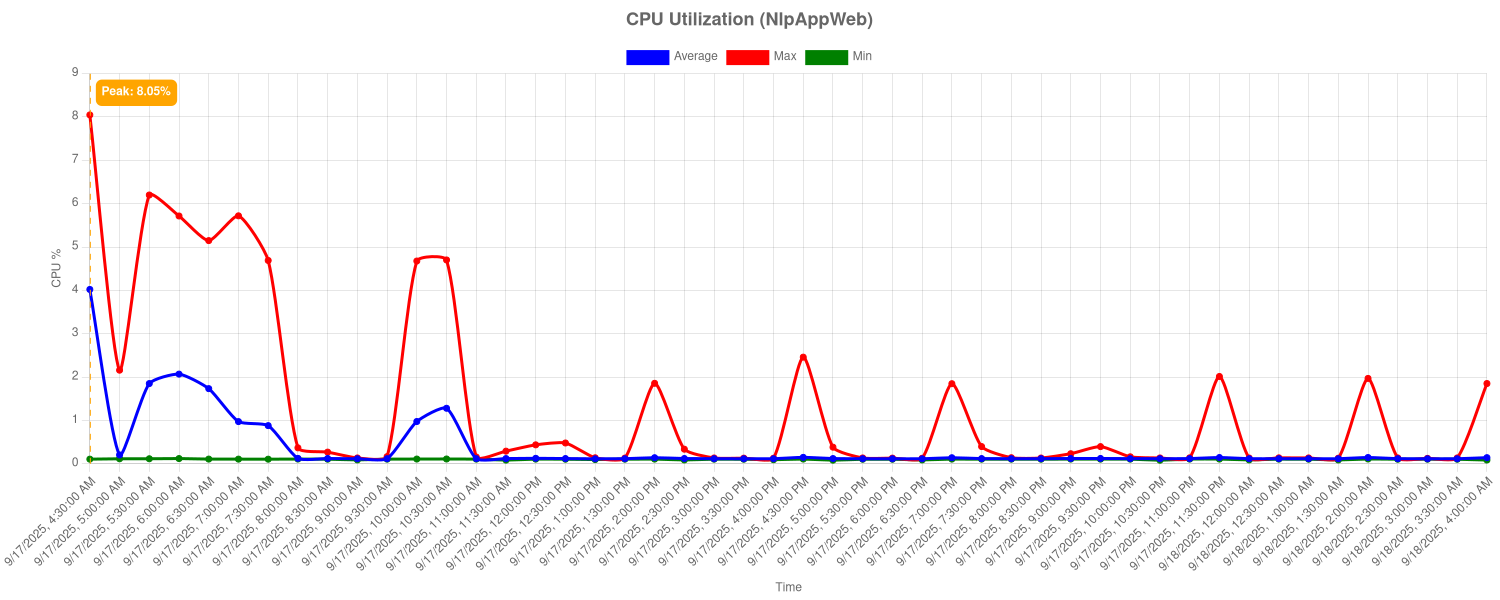 CPU Utilization (NlpAppWeb)
Average Max Min
Peak: 8.05%
9
8
7
6
5
4
3
2
1
0
CPU %
9/17/2025, 4:30:00 AM
9/17/2025, 5:00:00 AM
9/17/2025, 5:30:00 AM
9/17/2025, 6:00:00 AM
9/17/2025, 6:30:00 AM
9/17/2025, 7:00:00 AM
9/17/2025, 7:30:00 AM
9/17/2025, 8:00:00 AM
9/17/2025, 8:30:00 AM
9/17/2025, 9:00:00 AM
9/17/2025, 9:30:00 AM
9/17/2025, 10:00:00 AM
9/17/2025, 10:30:00 AM
9/17/2025, 11:00:00 AM
9/17/2025, 11:30:00 AM
9/17/2025, 12:00:00 PM
9/17/2025, 12:30:00 PM
9/17/2025, 1:00:00 PM
9/17/2025, 1:30:00 PM
9/17/2025, 2:00:00 PM
9/17/2025, 2:30:00 PM
9/17/2025, 3:00:00 PM
9/17/2025, 3:30:00 PM
9/17/2025, 4:00:00 PM
9/17/2025, 4:30:00 PM
9/17/2025, 5:00:00 PM
9/17/2025, 5:30:00 PM
9/17/2025, 6:00:00 PM
9/17/2025, 6:30:00 PM
9/17/2025, 7:00:00 PM
9/17/2025, 7:30:00 PM
9/17/2025, 8:00:00 PM
9/17/2025, 8:30:00 PM
9/17/2025, 9:00:00 PM
9/17/2025, 9:30:00 PM
9/17/2025, 10:00:00 PM
9/17/2025, 10:30:00 PM
9/17/2025, 11:00:00 PM
9/17/2025, 11:30:00 PM
9/18/2025, 12:00:00 AM
9/18/2025, 12:30:00 AM
9/18/2025, 1:00:00 AM
9/18/2025, 1:30:00 AM
9/18/2025, 2:00:00 AM
9/18/2025, 2:30:00 AM
9/18/2025, 3:00:00 AM
9/18/2025, 3:30:00 AM
9/18/2025, 4:00:00 AM
Time